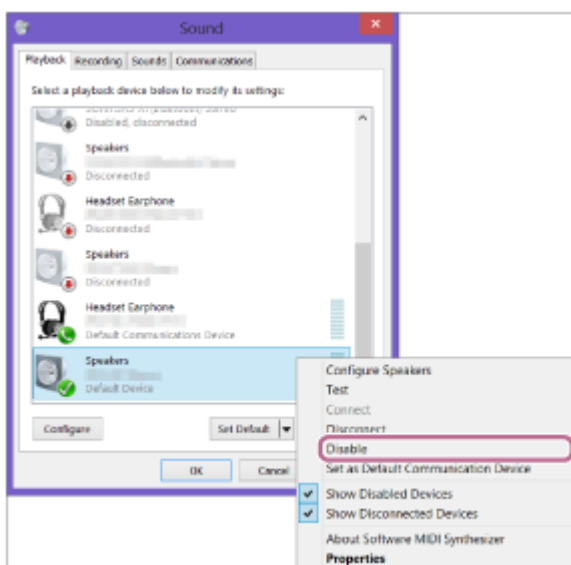 Sound
Playback Recording Sounds Communications
Select a playback device below to modify its settings:
Disabled, disconnected
Speakers
Disconnected
Headset Earphone
Disconnected
Speakers
Disconnected
Headset Earphone
Default Communications Device
Speakers
Default Device
Configure
Set Default
OK
Cancel
Configure Speakers
Test
Connect
Disconnect
Disable
Set as Default Communication Device
Show Disabled Devices
Show Disconnected Devices
About Software MIDI Synthesizer
Properties